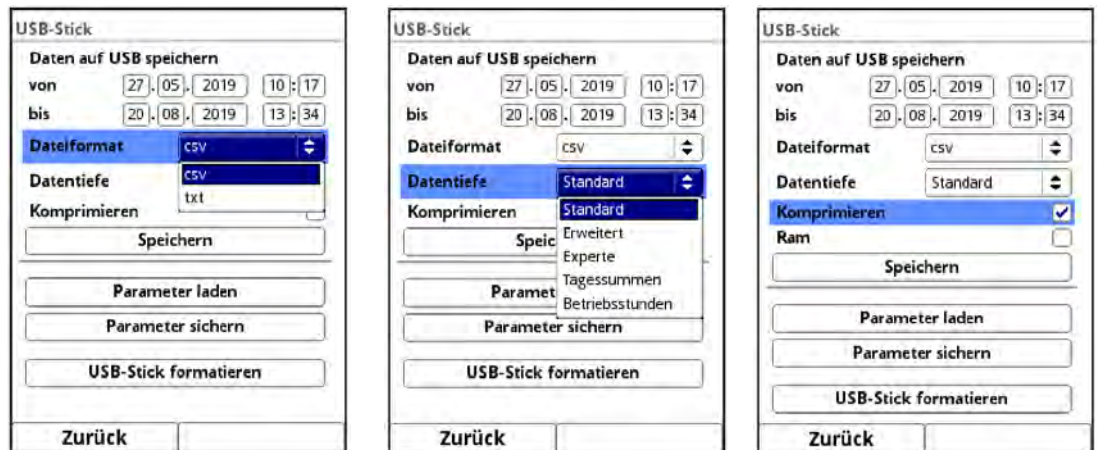 USB-Stick
Daten auf USB speichern
von 27.05.2019 10:17
bis 20.08.2019 13:34
Dateiformat csv
csv
Datentiefe
txt
Komprimieren
Speichern
Parameter laden
Parameter sichern
USB-Stick formatieren
Zurück
USB-Stick
Daten auf USB speichern
von 27.05.2019 10:17
bis 20.08.2019 13:34
Dateiformat csv
Datentiefe Standard
Komprimieren Standard
Erweitert
Speic
Experte
Tagessummen
Paramet
Betriebsstunden
Parameter sichern
USB-Stick formatieren
Zurück
USB-Stick
Daten auf USB speichern
von 27.05.2019 10:17
bis 20.08.2019 13:34
Dateiformat csv
Datentiefe Standard
Komprimieren
Ram
Speichern
Parameter laden
Parameter sichern
USB-Stick formatieren
Zurück